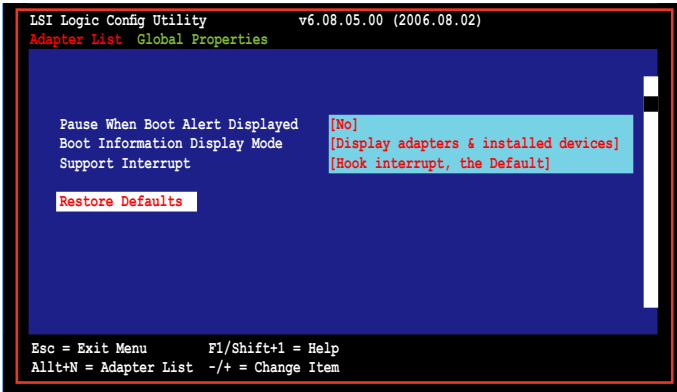 LSI Logic Config Utility v6.08.05.00 (2006.08.02)
Adapter List Global Properties
Pause When Boot Alert Displayed [No]
Boot Information Display Mode [Display adapters & installed devices]
Support Interrupt [Hook interrupt, the Default]
Restore Defaults
Esc = Exit Menu F1/Shift+1 = Help
Allt+N = Adapter List -/+ = Change Item